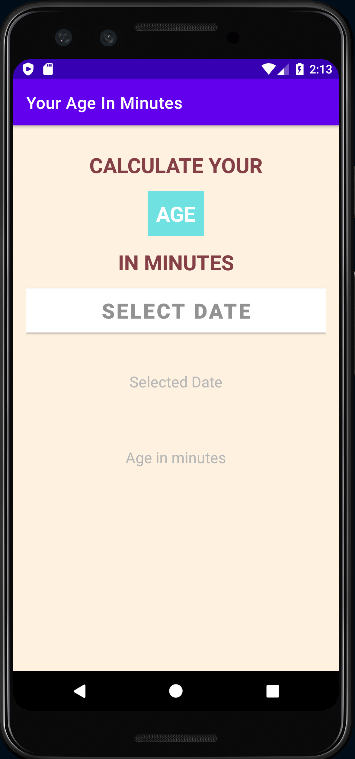 2:13
Your Age In Minutes
CALCULATE YOUR
AGE
IN MINUTES
SELECT DATE
Selected Date
Age in minutes